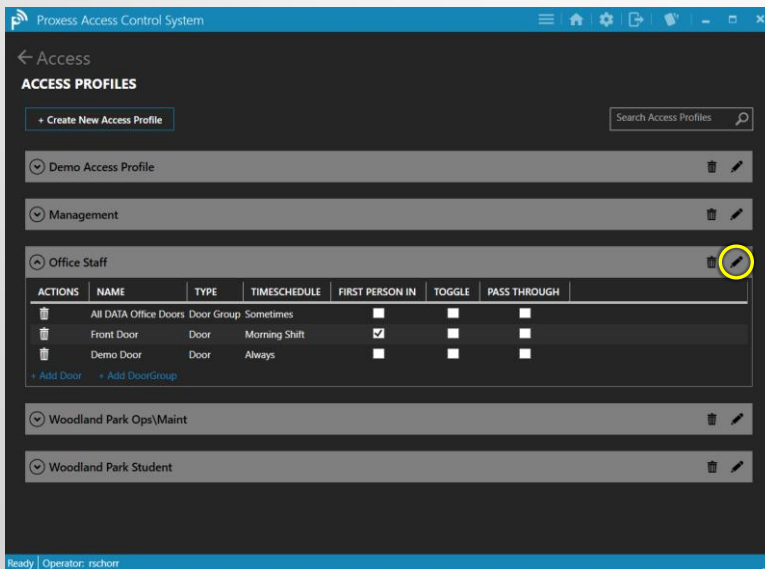 Proxess Access Control System
Access
ACCESS PROFILES
+ Create New Access Profile
Search Access Profiles
Demo Access Profile
Management
Office Staff
ACTIONS NAME TYPE TIMESCHEDULE FIRST PERSON IN TOGGLE PASS THROUGH
All DATA Office Doors Door Group Sometimes
Front Door Door Morning Shift
Demo Door Door Always
+ Add Door + Add DoorGroup
Woodland Park Ops\Maint
Woodland Park Student
Ready Operator: rschorr